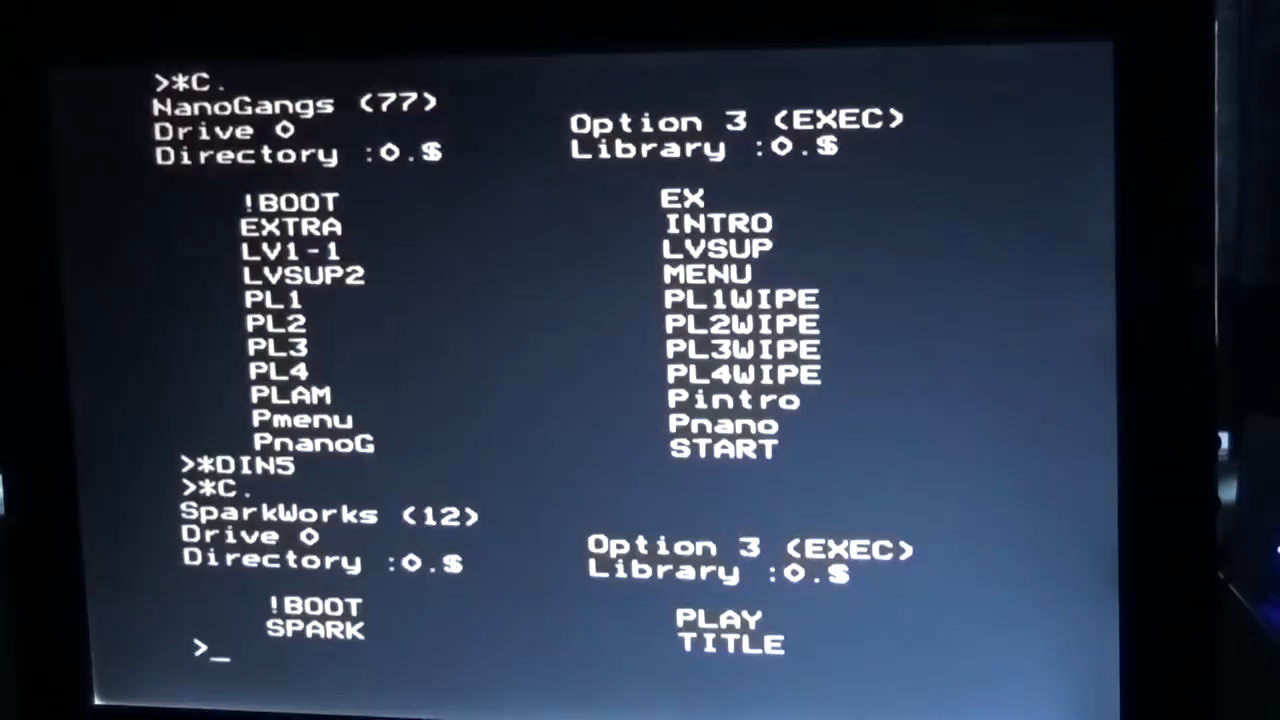 >*C.
NanoGangs (77)
Drive 0 Option 3 (EXEC)
Directory :0.$ Library :0.$
!BOOT EX
EXTRA INTRO
LV1-1 LVSUP
LVSUP2 MENU
PL1 PL1WIPE
PL2 PL2WIPE
PL3 PL3WIPE
PL4 PL4WIPE
PLAM Pintro
Pmenu Pnano
PnanoG START
>*DIN5
>*C.
SparkWorks (12)
Drive 0 Option 3 (EXEC)
Directory :0.$ Library :0.$
!BOOT PLAY
SPARK TITLE
>_